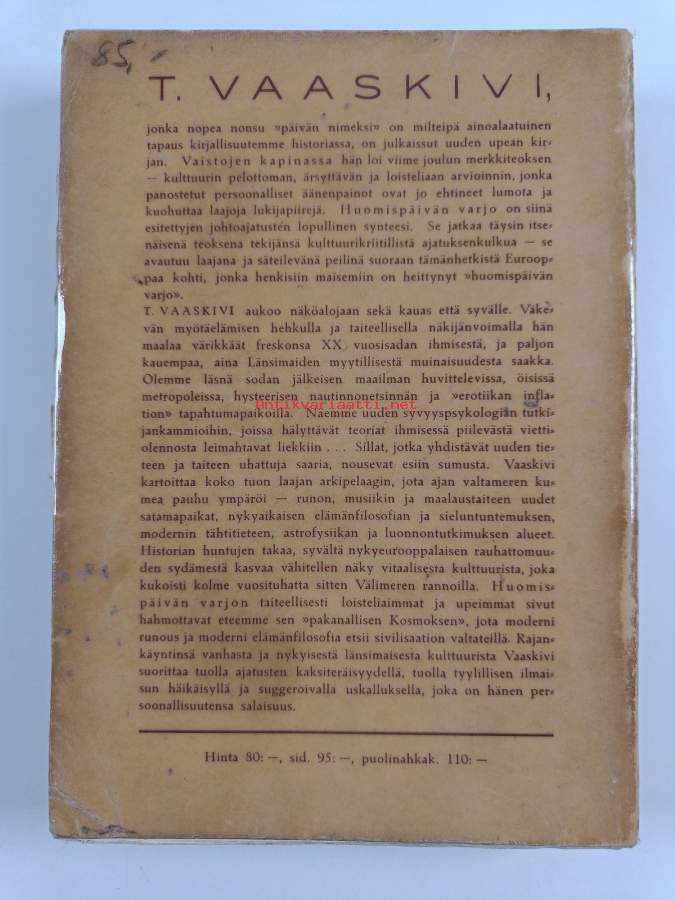 85,
T. VAASKIVI,
jonka nopea nousu »päivän nimeksi» on milteipä ainoalaatuinen
tapaus kirjallisuutemme historiassa, on julkaissut uuden upean kir-
jan. Vaistojen kapinassa hän loi viime joulun merkkiteoksen
— kulttuurin pelottoman, ärsyttävän ja loisteliaan arvioinnin, jonka
panostetut persoonalliset äänenpainot ovat jo ehtineet lumota ja
kuohuttaa laajoja lukijapiirejä. Huomispäivän varjo on siinä
esitettyjen johtoajatusten lopullinen synteesi. Se jatkaa täysin itse-
näisenä teoksena tekijänsä kulttuurikriitillistä ajatuksenkulkua — se
avautuu laajana ja säteilevänä peilinä suoraan tämänhetkistä Euroop-
paa kohti, jonka henkisiin maisemiin on heittynyt »huomispäivän
varjo».
T. VAASKIVI aukoo näköalojaan sekä kauas että syvälle. Väke-
vän myötäelämisen hehkulla ja taiteellisella näkijänvoimalla hän
maalaa värikkäät freskonsa XX vuosisadan ihmisestä, ja paljon
kauempaa, aina Länsimaiden myytillisestä muinaisuudesta saakka.
Olemme läsnä sodan jälkeisen maailman huvittelevissa, öisissä
metropoleissa, hysteerisen nautinnonetsinnän ja »erotiikan infla-
tion» tapahtumapaikoilla. Näemme uuden syvyyspsykologian tutki-
jankammioihin, joissa hälyttävät teoriat ihmisessä piilevästä vietti-
olennosta leimahtavat liekkiin . . . Sillat, jotka yhdistävät uuden tie-
teen ja taiteen uhattuja saaria, nousevat esiin sumusta. Vaaskivi
kartoittaa koko tuon laajan arkipelaagin, jota ajan valtameren ku-
mea pauhu ympäröi — runon, musiikin ja maalaustaiteen uudet
satamapaikat, nykyaikaisen elämänfilosofian ja sieluntuntemuksen,
modernin tähtitieteen, astrofysiikan ja luonnontutkimuksen alueet.
Historian huntujen takaa, syvältä nykyeurooppalaisen rauhattomuu-
den sydämestä kasvaa vähitellen näky vitaalisesta kulttuurista, joka
kukoisti kolme vuosituhatta sitten Välimeren rannoilla. Huomis-
päivän varjon taiteellisesti loisteliaimmat ja upeimmat sivut
hahmottavat eteemme sen »pakanallisen Kosmoksen», jota moderni
runous ja moderni elämänfilosofia etsii sivilisaation valtateillä. Rajan-
käyntinsä vanhasta ja nykyisestä länsimaisesta kulttuurista Vaaskivi
suorittaa tuolla ajatusten kaksiteräisyydellä, tuolla tyylillisen ilmai-
sun häikäisyllä ja suggeroivalla uskalluksella, joka on hänen per-
soonallisuutensa salaisuus.
Hinta 80: —, sid. 95: —, puolinahkak. 110: —
Antikvariaatti.net